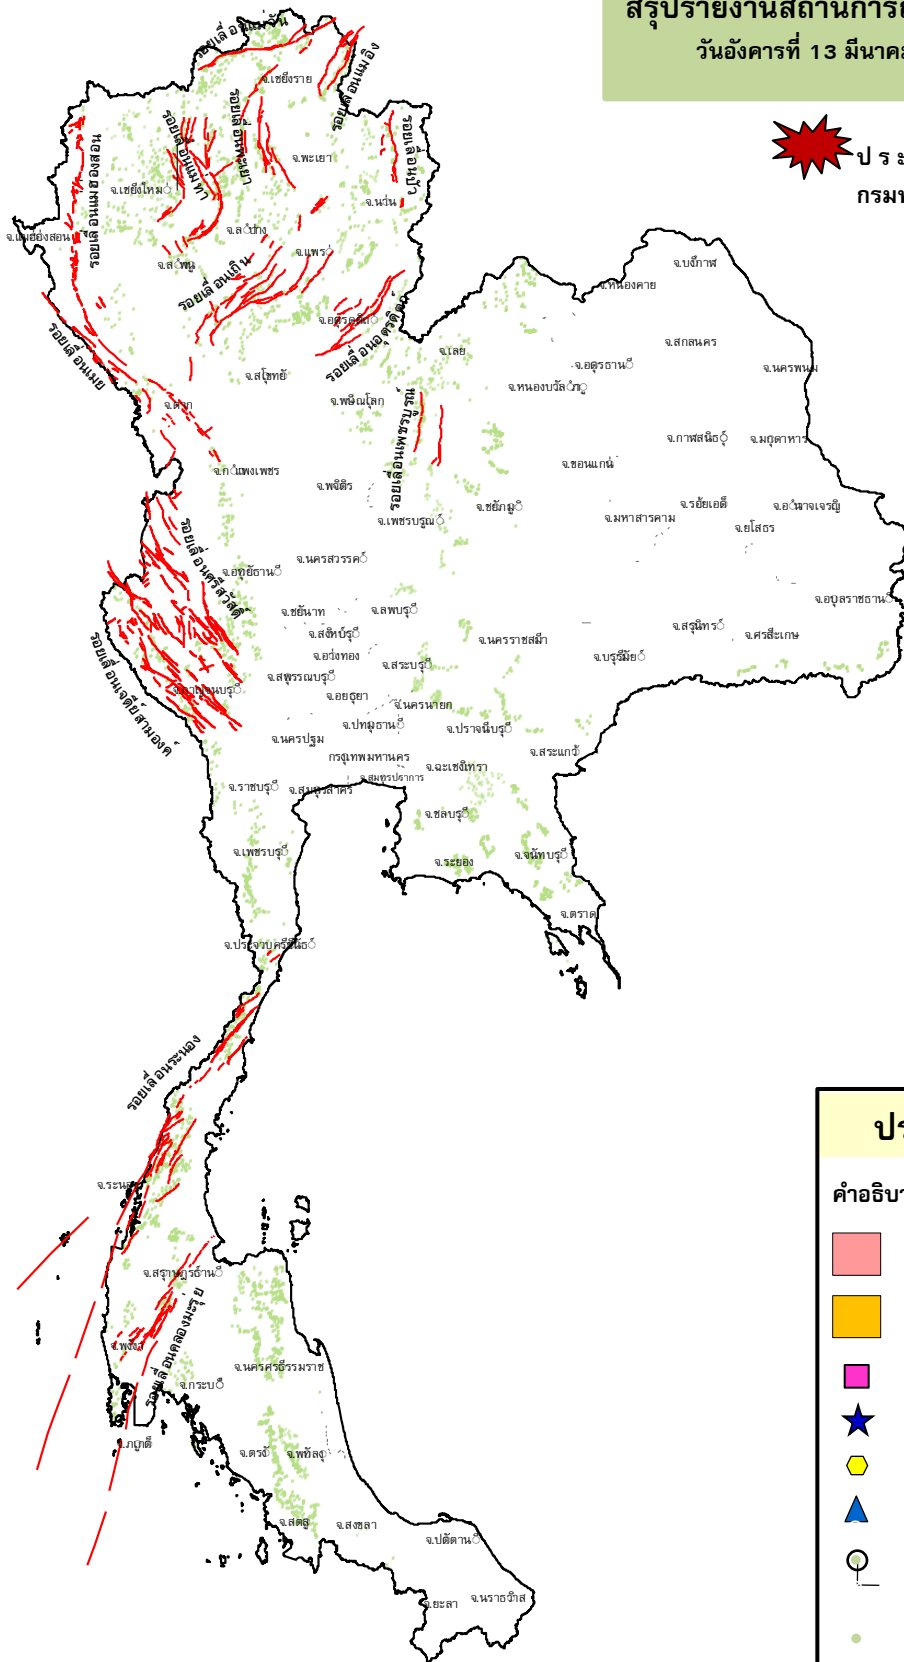 สรุปรายงานสถานการณ์
วันอังคารที่ 13 มีนาคม
ประ
กรมท
รอยเลื่อนแม่จัน
รอยเลื่อนแม่อิง
จ.เชียงราย
รอยเลื่อนแม่ฮ่องสอน
รอยเลื่อนแม่ทา
รอยเลื่อนพะเยา
รอยเลื่อนปัว
จ.พะเยา
จ.เชียงใหม่
จ.น่าน
จ.แม่ฮ่องสอน
จ.ลำปาง
จ.แพร่
จ.ลำพูน
รอยเลื่อนเถิน
จ.บึงกาฬ
จ.หนองคาย
จ.อุตรดิตถ์
รอยเลื่อนอุตรดิตถ์
รอยเลื่อนเมย
จ.เลย
จ.สกลนคร
จ.อุดรธานี
จ.นครพนม
จ.สุโขทัย
จ.หนองบัวลำภู
จ.ตาก
จ.พิษณุโลก
รอยเลื่อนเพชรบูรณ์
จ.กาฬสินธุ์
จ.มุกดาหาร
จ.กำแพงเพชร
จ.ขอนแก่น
จ.พิจิตร
จ.เพชรบูรณ์
จ.ชัยภูมิ
จ.มหาสารคาม
จ.ร้อยเอ็ด
จ.อำนาจเจริญ
จ.ยโสธร
รอยเลื่อนศรีสวัสดิ์
จ.นครสวรรค์
จ.อุทัยธานี
จ.อุบลราชธานี
จ.ชัยนาท
จ.ลพบุรี
จ.สิงห์บุรี
จ.นครราชสีมา
จ.สุรินทร์
จ.ศรีสะเกษ
จ.อ่างทอง
จ.บุรีรัมย์
รอยเลื่อนเจดีย์สามองค์
จ.สระบุรี
จ.สุพรรณบุรี
จ.กาญจนบุรี
จ.อยุธยา
จ.นครนายก
จ.ปทุมธานี
จ.ปราจีนบุรี
จ.นครปฐม
จ.สระแก้ว
กรุงเทพมหานคร
จ.ฉะเชิงเทรา
จ.สมุทรปราการ
จ.ราชบุรี
จ.สมุทรสาคร
จ.ชลบุรี
จ.เพชรบุรี
จ.ระยอง
จ.จันทบุรี
จ.ตราด
จ.ประจวบคีรีขันธ์
รอยเลื่อนระนอง
ปร
คำอธิบา
จ.ระนอง
จ.สุราษฎร์ธานี
รอยเลื่อนคลองมะรุ่ย
จ.พังงา
จ.นครศรีธรรมราช
จ.กระบี่
จ.ภูเก็ต
จ.ตรัง
จ.พัทลุง
จ.สตูล
จ.สงขลา
จ.ปัตตานี
จ.ยะลา
จ.นราธิวาส